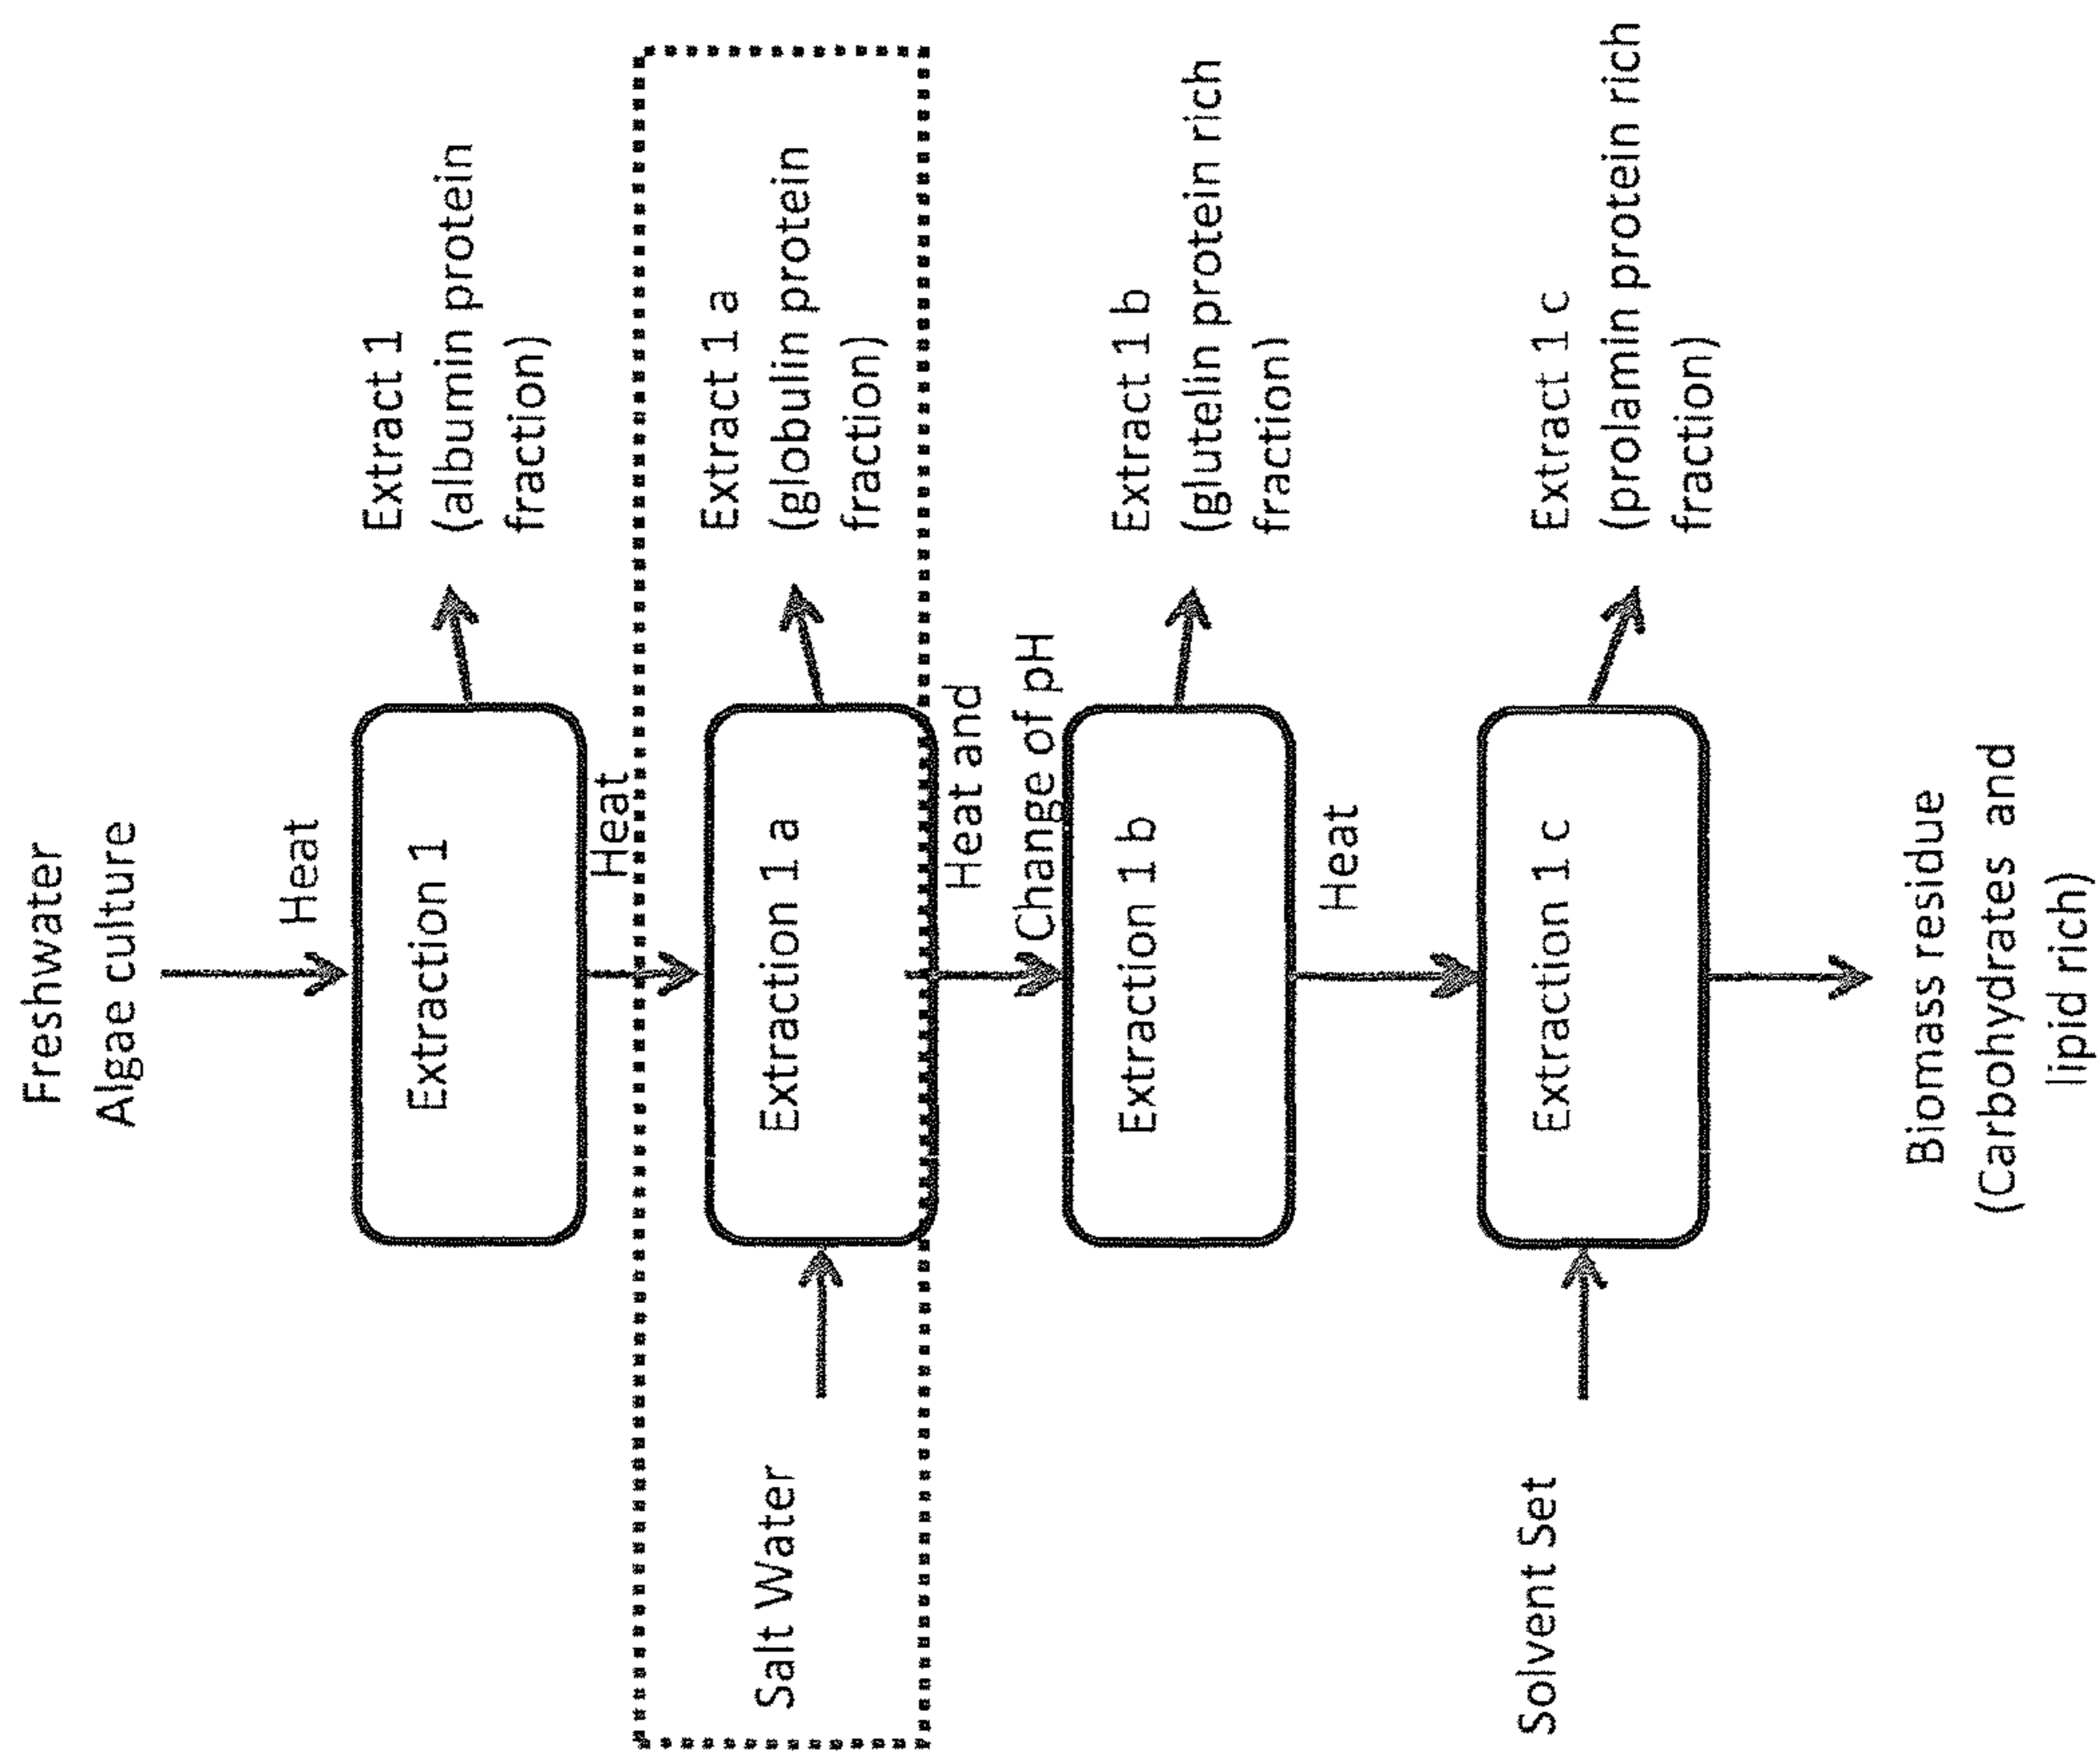 Freshwater
Algae culture
Heat
Extraction 1
Extract 1
(albumin protein
fraction)
Heat
Salt Water
Extraction 1 a
Extract 1 a
(globulin protein
fraction)
Heat and
Change of pH
Extraction 1 b
Extract 1 b
(glutelin protein rich
fraction)
Heat
Solvent Set
Extraction 1 c
Extract 1 c
(prolamin protein rich
fraction)
Biomass residue
(Carbohydrates and
lipid rich)